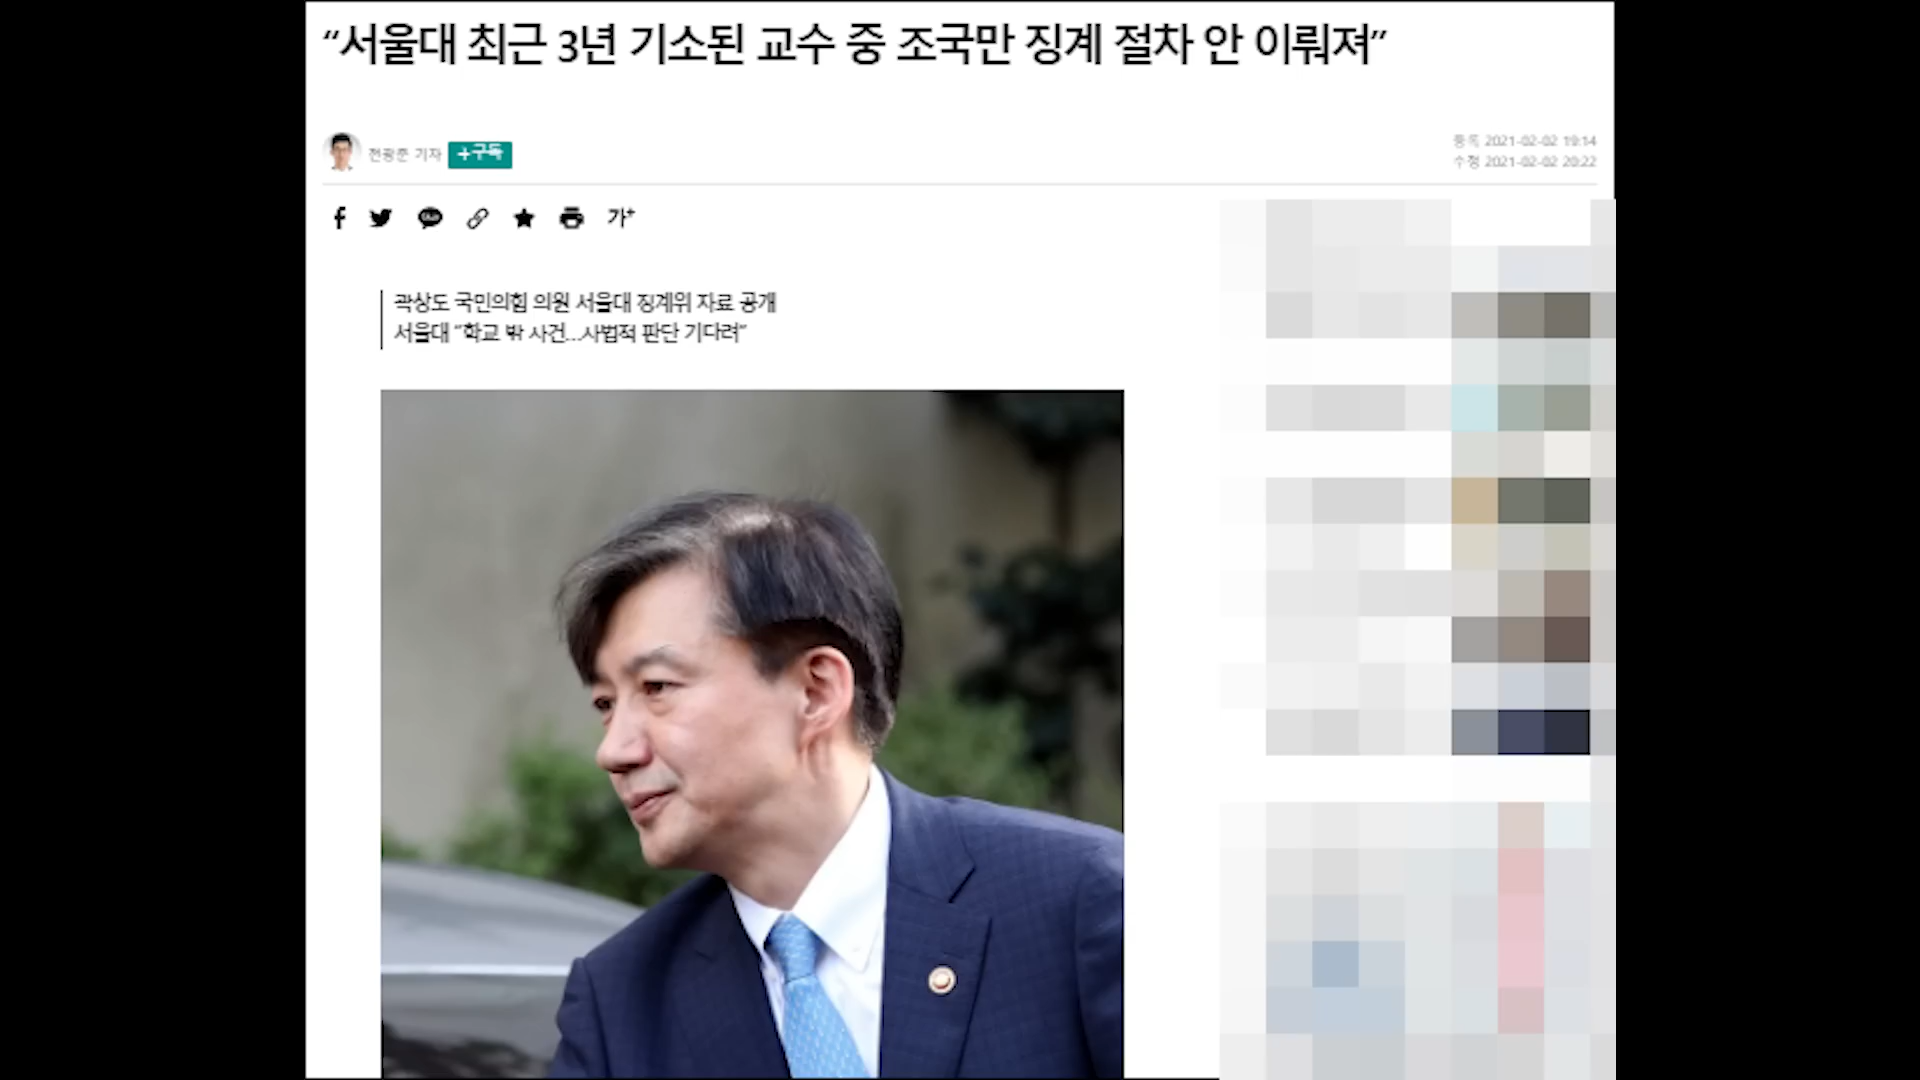 “서울대 최근 3년 기소된 교수 중 조국만 징계 절차 안 이뤄져”
전광준 기자 +구독
등록 2021-02-02 19:14
수정 2021-02-02 20:22
가+
곽상도 국민의힘 의원 서울대 징계위 자료 공개
서울대 “학교 밖 사건…사법적 판단 기다려”